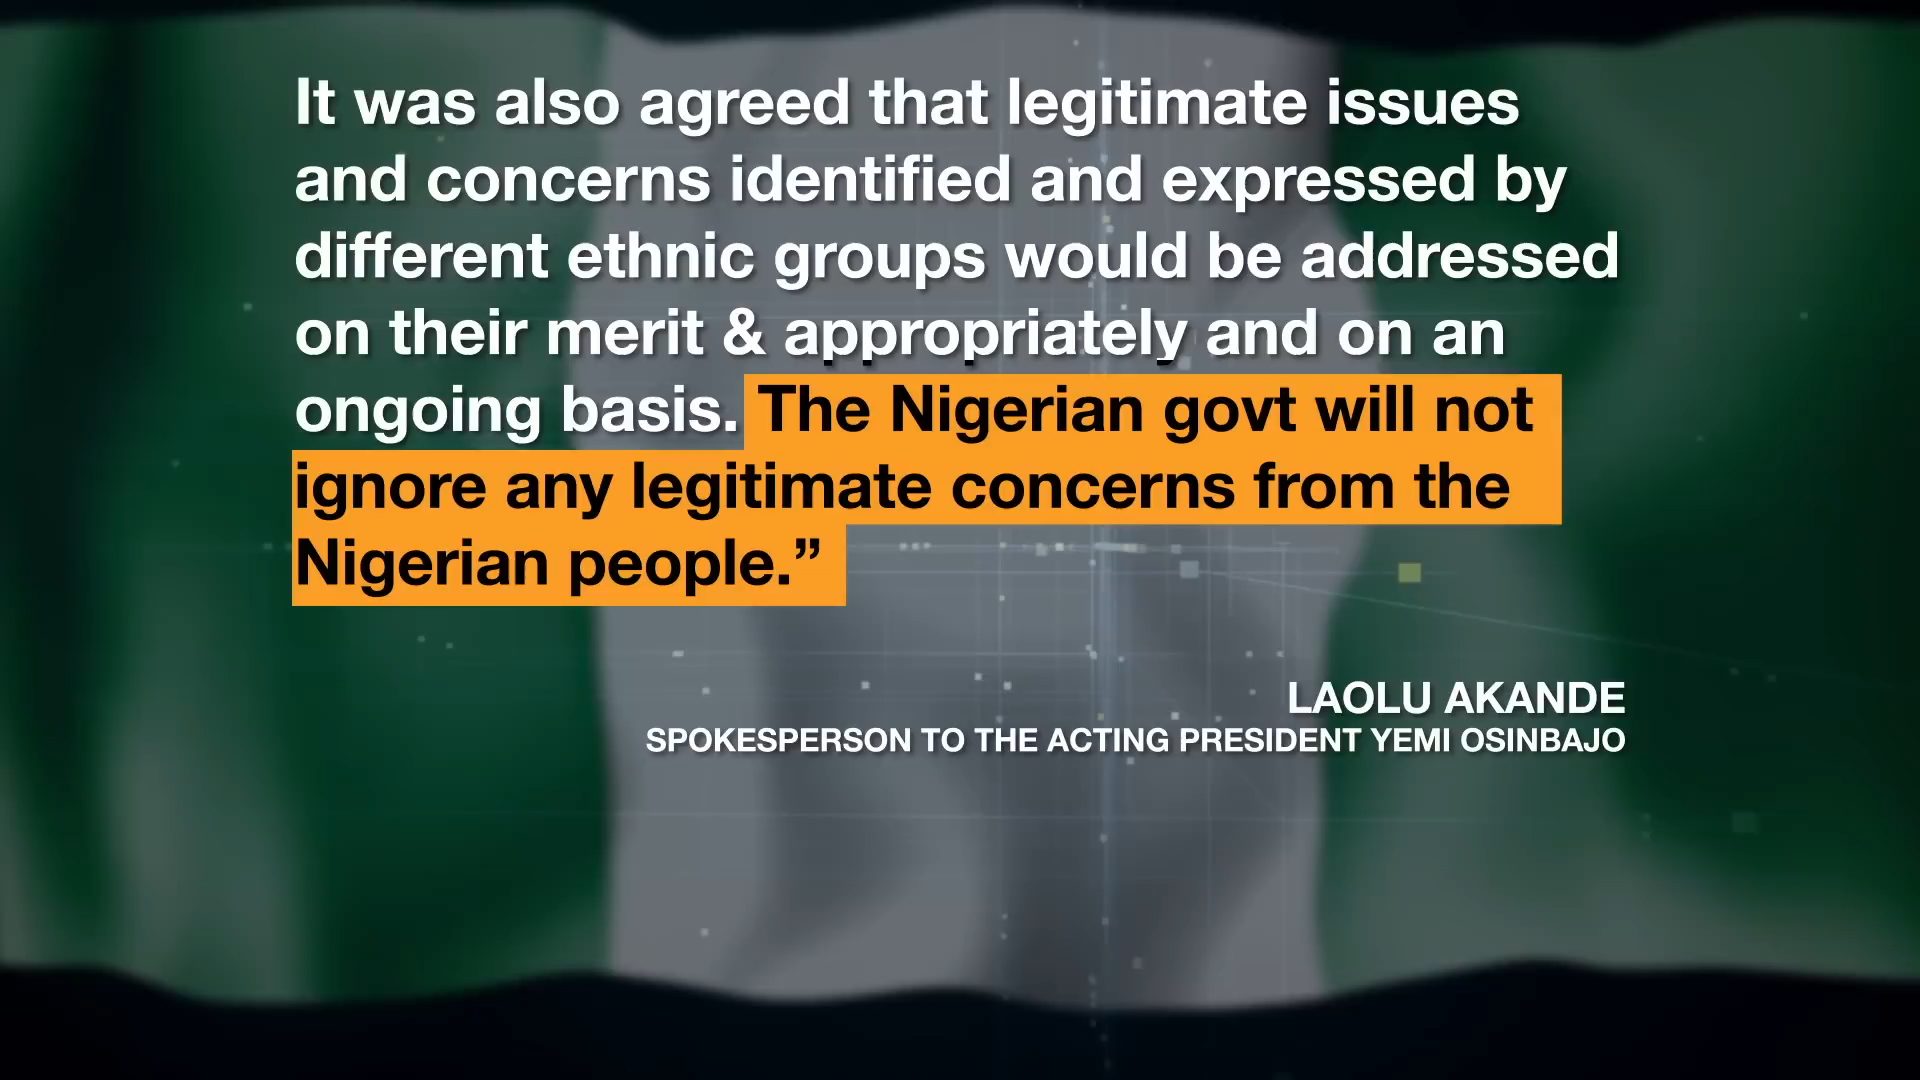 It was also agreed that legitimate issues
and concerns identified and expressed by
different ethnic groups would be addressed
on their merit & appropriately and on an
ongoing basis. The Nigerian govt will not
ignore any legitimate concerns from the
Nigerian people.”
LAOLU AKANDE
SPOKESPERSON TO THE ACTING PRESIDENT YEMI OSINBAJO